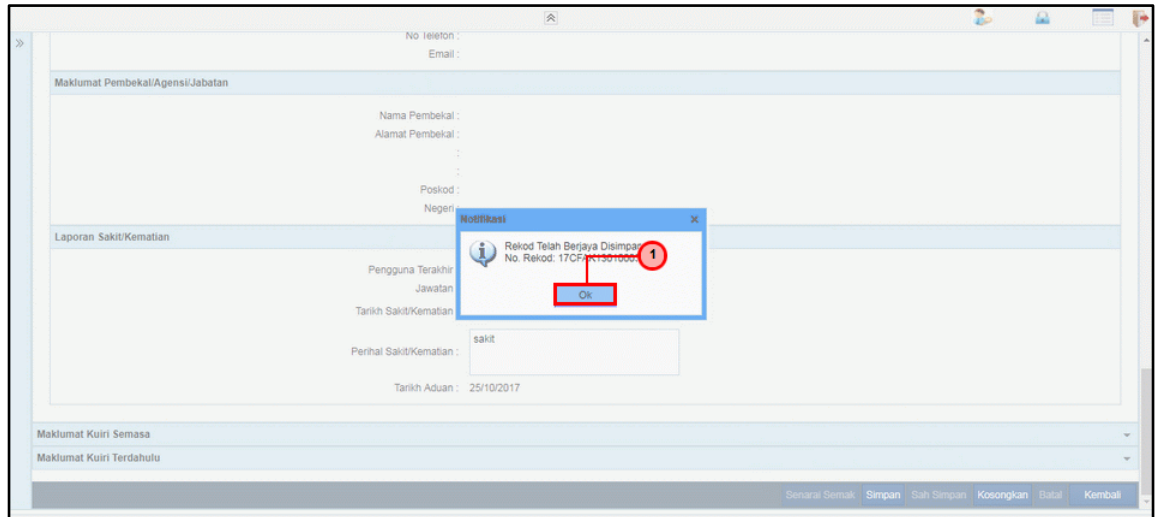 No Telefon :
Email :
Maklumat Pembekal/Agensi/Jabatan
Nama Pembekal :
Alamat Pembekal :
:
:
Poskod :
Negeri :
Notifikasi
Laporan Sakit/Kematian
Rekod Telah Berjaya Disimpan
No. Rekod:
1
Pengguna Terakhir
Jawatan
Ok
Tarikh Sakit/Kematian
Perihal Sakit/Kematian :
sakit
Tarikh Aduan : 25/10/2017
Maklumat Kuiri Semasa
Maklumat Kuiri Terdahulu
Senarai Semak Simpan Sah Simpan Kosongkan Batal Kembali